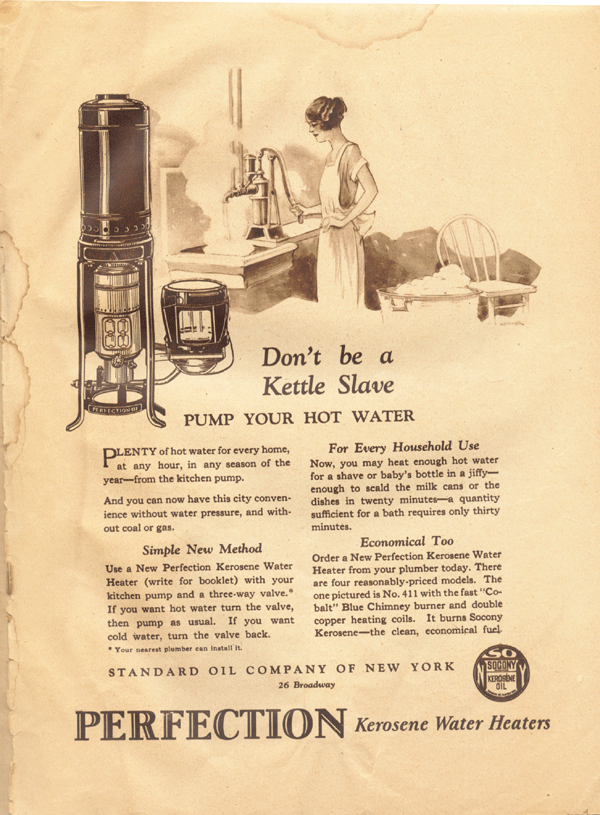 PERFECTION
Don't be a
Kettle Slave
PUMP YOUR HOT WATER
PLENTY of hot water for every home,
at any hour, in any season of the
year—from the kitchen pump.
And you can now have this city conven-
ience without water pressure, and with-
out coal or gas.
Simple New Method
Use a New Perfection Kerosene Water
Heater (write for booklet) with your
kitchen pump and a three-way valve.*
If you want hot water turn the valve,
then pump as usual. If you want
cold water, turn the valve back.
* Your nearest plumber can install it.
For Every Household Use
Now, you may heat enough hot water
for a shave or baby's bottle in a jiffy—
enough to scald the milk cans or the
dishes in twenty minutes—a quantity
sufficient for a bath requires only thirty
minutes.
Economical Too
Order a New Perfection Kerosene Water
Heater from your plumber today. There
are four reasonably-priced models. The
one pictured is No. 411 with the fast "Co-
balt" Blue Chimney burner and double
copper heating coils. It burns Socony
Kerosene—the clean, economical fuel.
STANDARD OIL COMPANY OF NEW YORK
26 Broadway
SO
N Y
SOCONY
KEROSENE
OIL
PERFECTION Kerosene Water Heaters